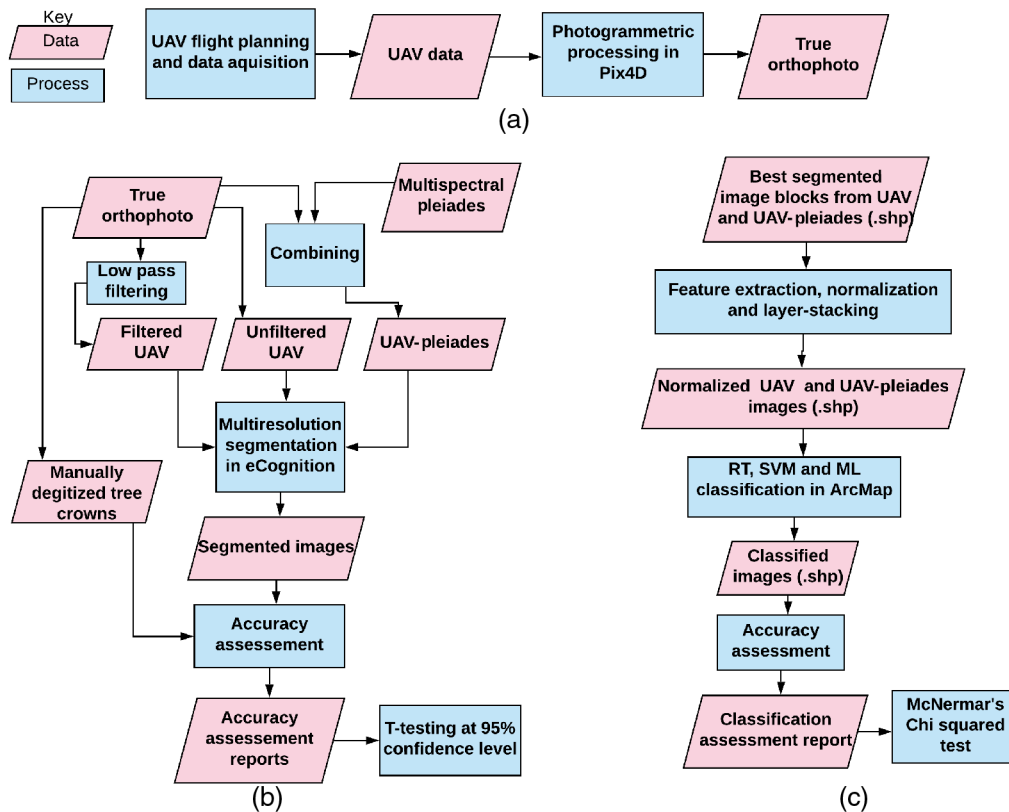 Key
Data
Process
UAV flight planning
and data aquisition
UAV data
Photogrammetric
processing in
Pix4D
True
orthophoto
(a)
True
orthophoto
Multispectral
pleiades
Combining
Low pass
filtering
Filtered
UAV
Unfiltered
UAV
UAV-pleiades
Multiresolution
segmentation
in eCognition
Manually
degitized tree
crowns
Segmented images
Accuracy
assessement
Accuracy
assessment
reports
T-testing at 95%
confidence level
(b)
Best segmented
image blocks from UAV
and UAV-pleiades (.shp)
Feature extraction, normalization
and layer-stacking
Normalized UAV and UAV-pleiades
images (.shp)
RT, SVM and ML
classification in ArcMap
Classified
images (.shp)
Accuracy
assessment
Classification
assessment report
McNermar's
Chi squared
test
(c)